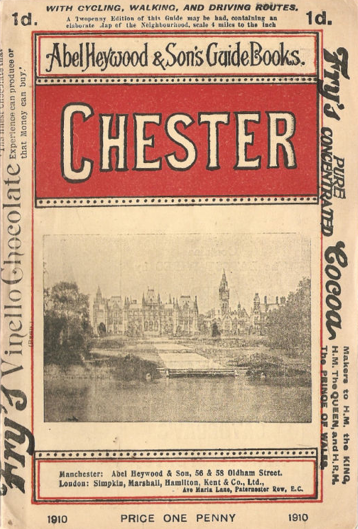 WITH CYCLING, WALKING, AND DRIVING ROUTES.
1d.
A Twopenny Edition of this Guide may be had, containing an
elaborate Map of the Neighbourhood, scale 4 miles to the inch
1d.
Abel Heywood & Son's Guide Books.
CHESTER
Manchester: Abel Heywood & Son, 56 & 58 Oldham Street.
London: Simpkin, Marshall, Hamilton, Kent & Co., Ltd.,
Ave Maria Lane, Paternoster Row, E.C.
1910 PRICE ONE PENNY 1910
Fry's Vinello Chocolate
Experience can produce or
that Money can buy."
Fry's
PURE
CONCENTRATED
Cocoa
Makers to H.M. the KING,
H.M. The QUEEN, and H.R.H.
The PRINCE OF WALES.